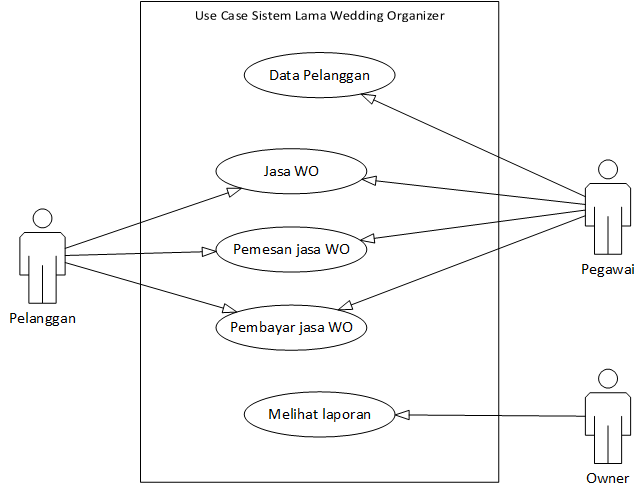 Use Case Sistem Lama Wedding Organizer
Data Pelanggan
Jasa WO
Pemesan jasa WO
Pembayar jasa WO
Melihat laporan
Pelanggan
Pegawai
Owner